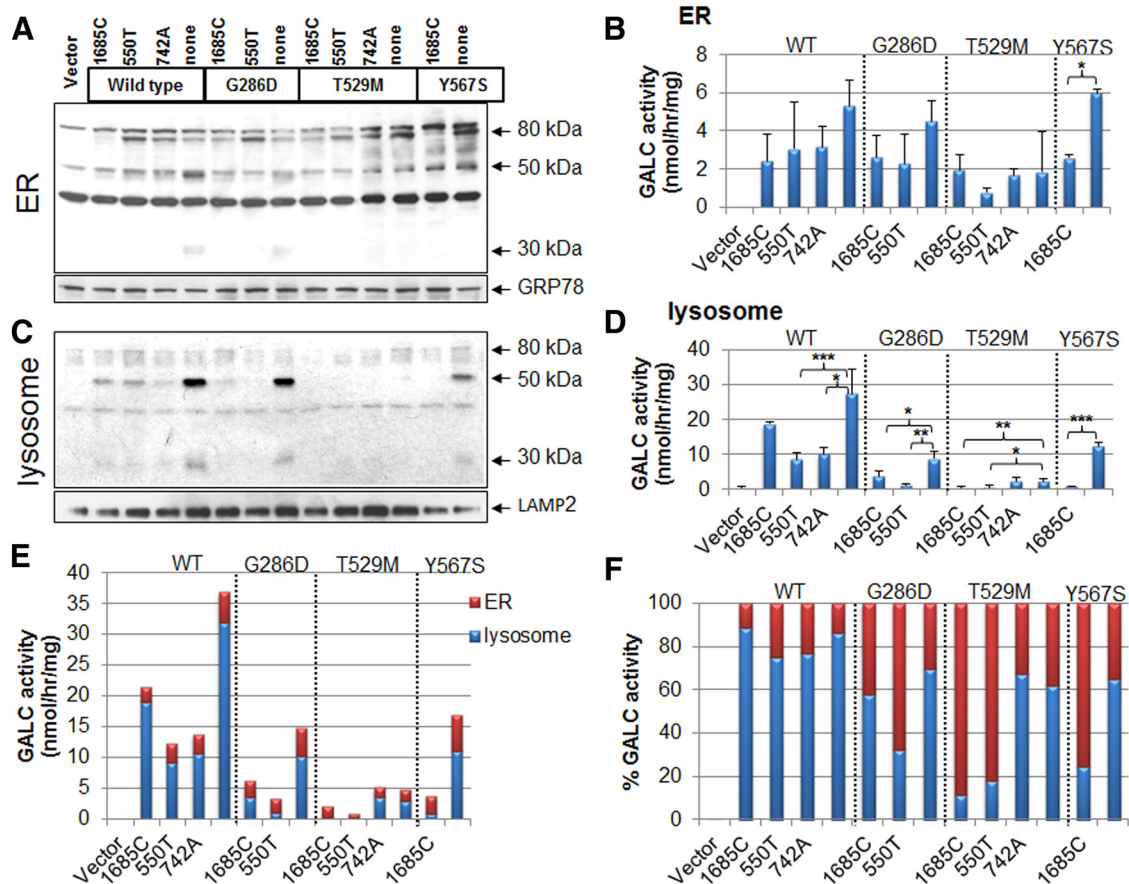 A
Vector 1685C 550T 742A none 1685C 550T none 1685C 550T 742A none 1685C none
Wild type G286D T529M Y567S
ER
80 kDa
50 kDa
30 kDa
GRP78
C
lysosome
80 kDa
50 kDa
30 kDa
LAMP2
B ER
WT G286D T529M Y567S
GALC activity
(nmol/hr/mg)
8
6
4
2
0
*
Vector 1685C 550T 742A 1685C 550T 1685C 550T 742A 1685C
D lysosome
WT G286D T529M Y567S
GALC activity
(nmol/hr/mg)
40
30
20
10
0
*** * * ** ** * ***
Vector 1685C 550T 742A 1685C 550T 1685C 550T 742A 1685C
E
WT G286D T529M Y567S
GALC activity
(nmol/hr/mg)
40
35
30
25
20
15
10
5
0
ER
lysosome
Vector 1685C 550T 742A 1685C 550T 1685C 550T 742A 1685C
F
WT G286D T529M Y567S
% GALC activity
100
80
60
40
20
0
Vector 1685C 550T 742A 1685C 550T 1685C 550T 742A 1685C